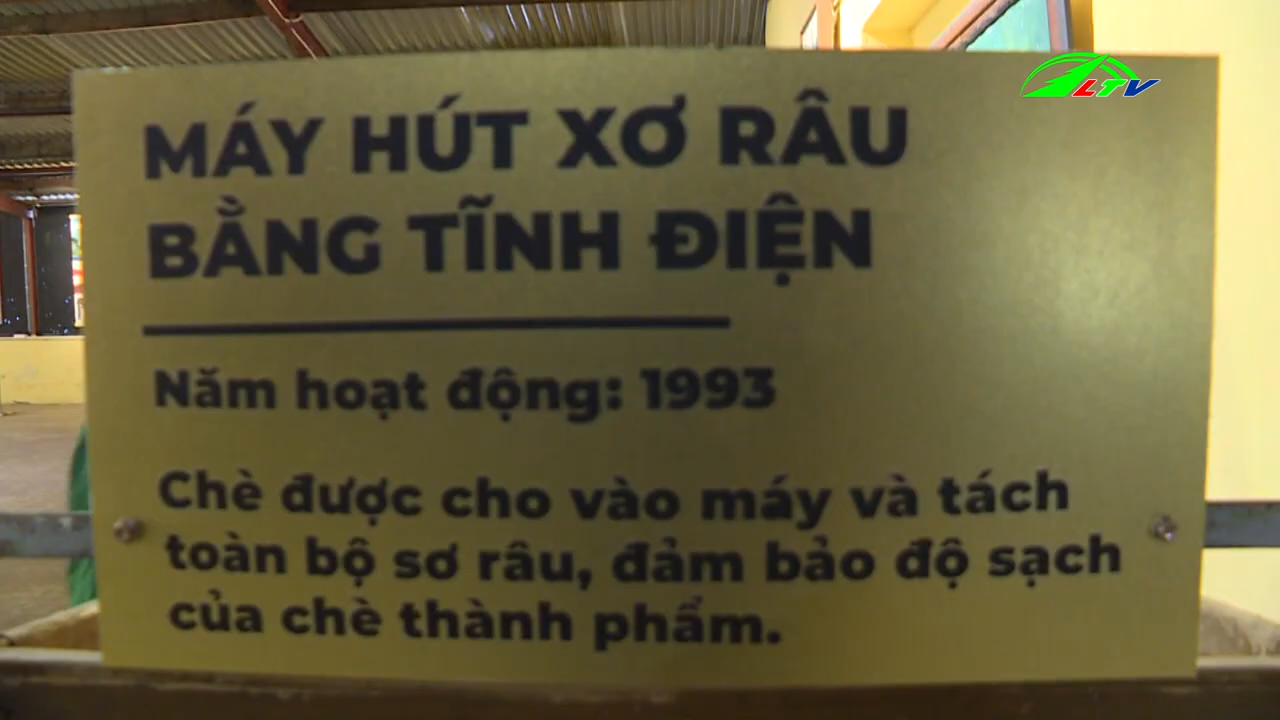 LTV
MÁY HÚT XƠ RÂU
BẰNG TĨNH ĐIỆN
Năm hoạt động: 1993
Chè được cho vào máy và tách
toàn bộ sơ râu, đảm bảo độ sạch
của chè thành phẩm.